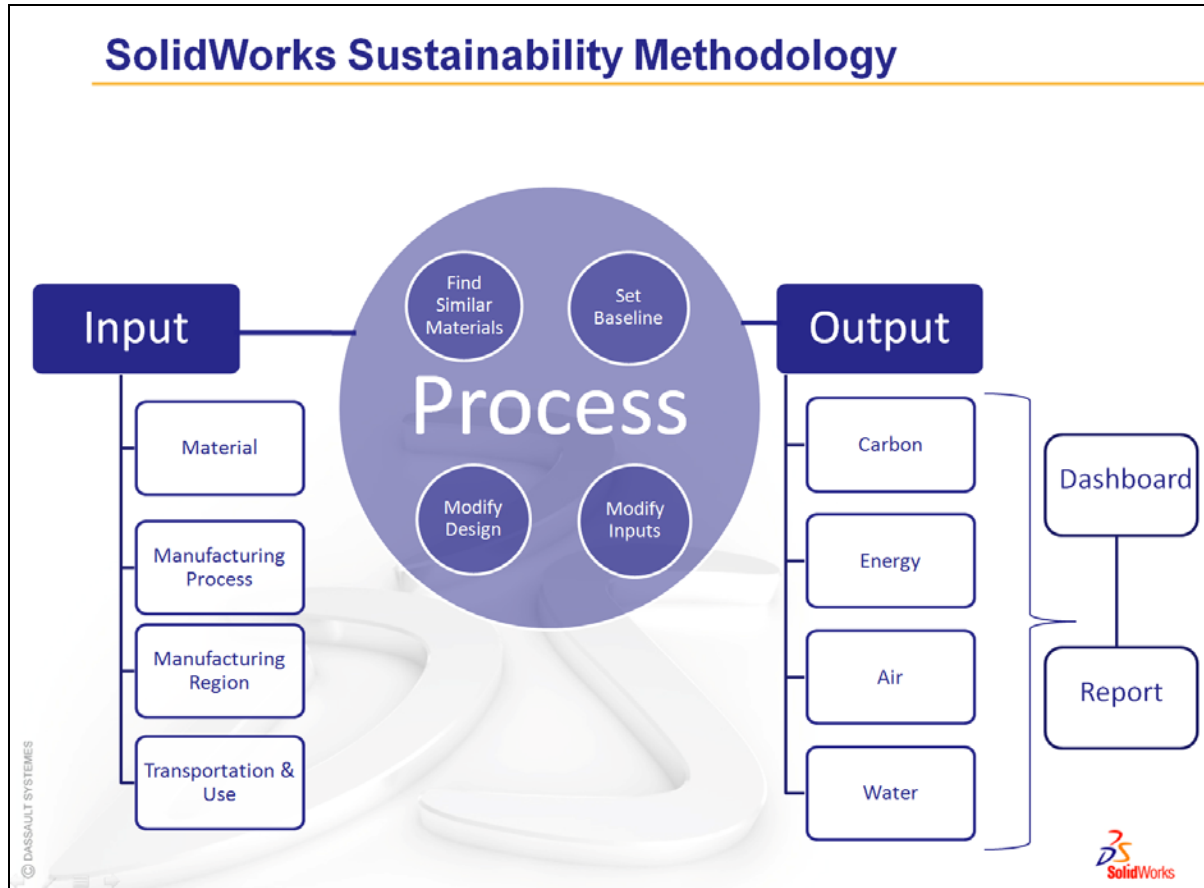 SolidWorks Sustainability Methodology
Input
Material
Manufacturing
Process
Manufacturing
Region
Transportation &
Use
Find
Similar
Materials
Set
Baseline
Process
Modify
Design
Modify
Inputs
Output
Carbon
Energy
Air
Water
Dashboard
Report
© DASSAULT SYSTEMES
SolidWorks